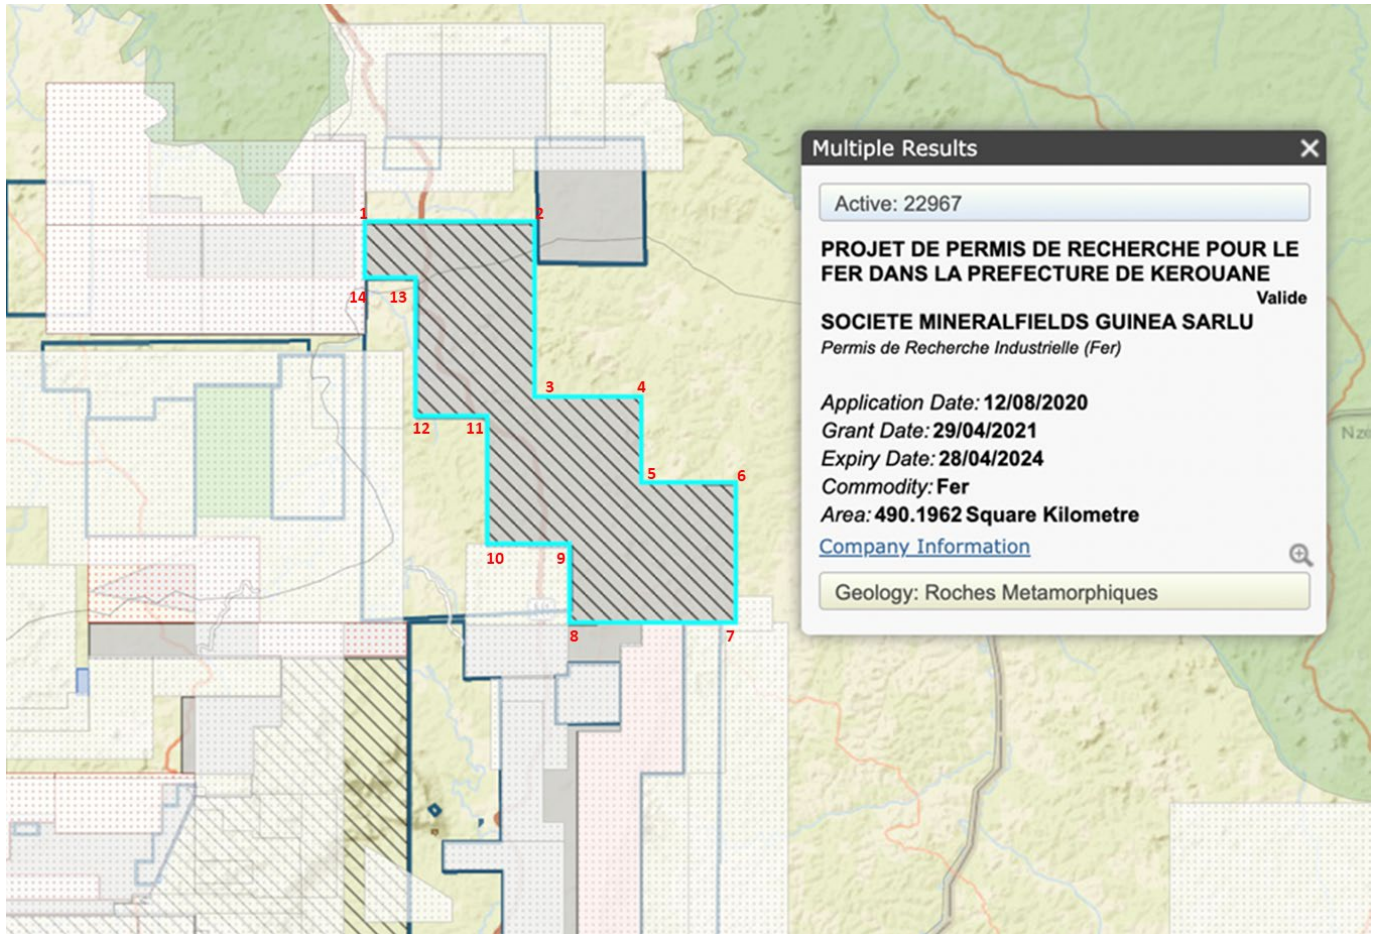 Multiple Results
Active: 22967
PROJET DE PERMIS DE RECHERCHE POUR LE
FER DANS LA PREFECTURE DE KEROUANE
Valide
SOCIETE MINERALFIELDS GUINEA SARLU
Permis de Recherche Industrielle (Fer)
Application Date: 12/08/2020
Grant Date: 29/04/2021
Expiry Date: 28/04/2024
Commodity: Fer
Area: 490.1962 Square Kilometre
Company Information
Geology: Roches Metamorphiques
1
2
14
13
3
4
12
11
5
6
10
9
8
7
N1
Nze